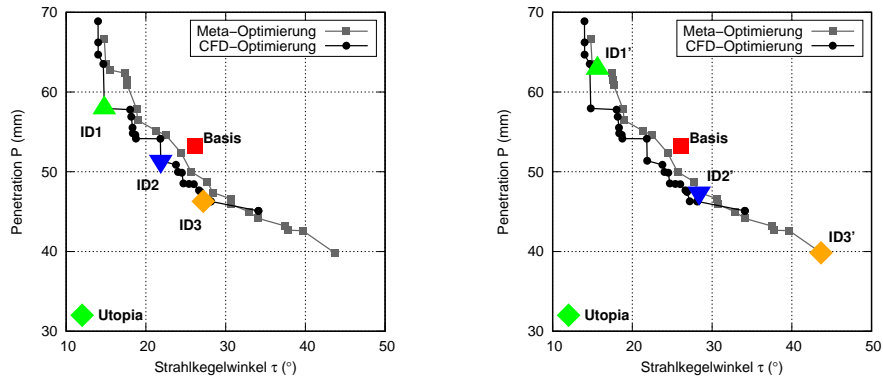 Penetration P (mm)
70
60
50
40
30
10
20
30
40
50
Strahlkegelwinkel τ (°)
Meta-Optimierung
CFD-Optimierung
ID1
Basis
ID2
ID3
Utopia
Penetration P (mm)
70
60
50
40
30
10
20
30
40
50
Strahlkegelwinkel τ (°)
Meta-Optimierung
CFD-Optimierung
ID1'
Basis
ID2'
ID3'
Utopia